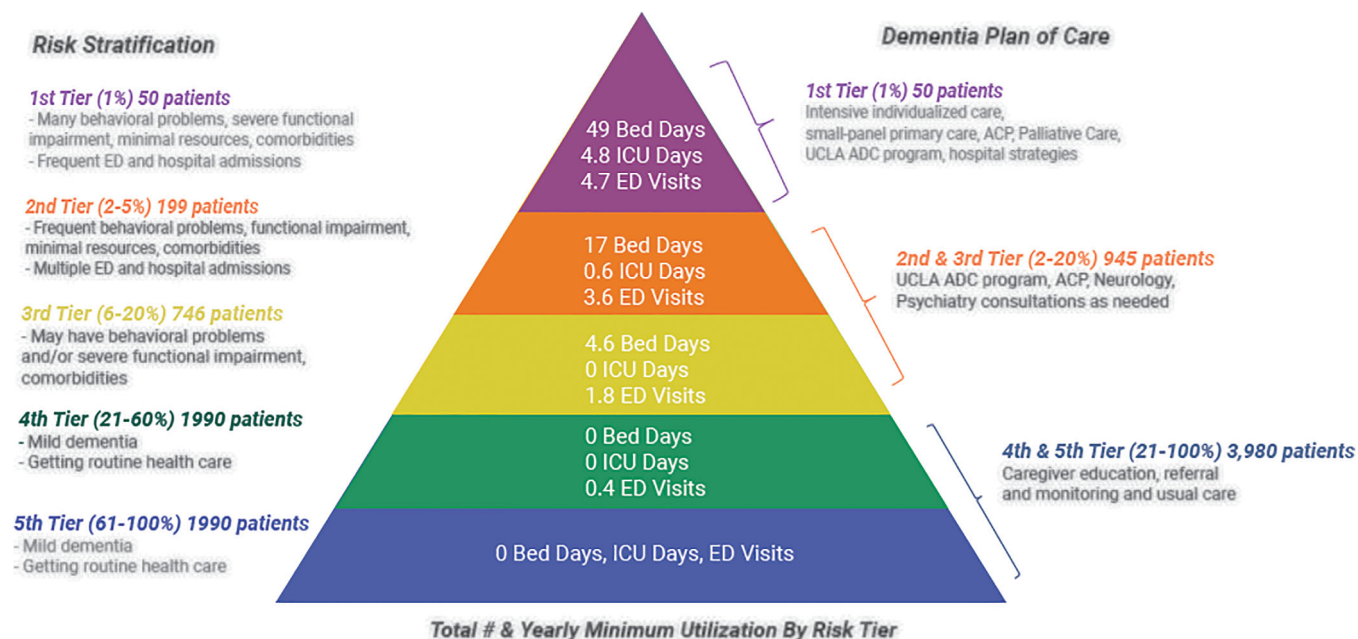 Risk Stratification
1st Tier (1%) 50 patients
- Many behavioral problems, severe functional
impairment, minimal resources, comorbidities
- Frequent ED and hospital admissions
2nd Tier (2-5%) 199 patients
- Frequent behavioral problems, functional impairment,
minimal resources, comorbidities
- Multiple ED and hospital admissions
3rd Tier (6-20%) 746 patients
- May have behavioral problems
and/or severe functional impairment,
comorbidities
4th Tier (21-60%) 1990 patients
- Mild dementia
- Getting routine health care
5th Tier (61-100%) 1990 patients
- Mild dementia
- Getting routine health care
49 Bed Days
4.8 ICU Days
4.7 ED Visits
17 Bed Days
0.6 ICU Days
3.6 ED Visits
4.6 Bed Days
0 ICU Days
1.8 ED Visits
0 Bed Days
0 ICU Days
0.4 ED Visits
0 Bed Days, ICU Days, ED Visits
Dementia Plan of Care
1st Tier (1%) 50 patients
Intensive individualized care,
small-panel primary care, ACP, Palliative Care,
UCLA ADC program, hospital strategies
2nd & 3rd Tier (2-20%) 945 patients
UCLA ADC program, ACP, Neurology,
Psychiatry consultations as needed
4th & 5th Tier (21-100%) 3,980 patients
Caregiver education, referral
and monitoring and usual care
Total # & Yearly Minimum Utilization By Risk Tier